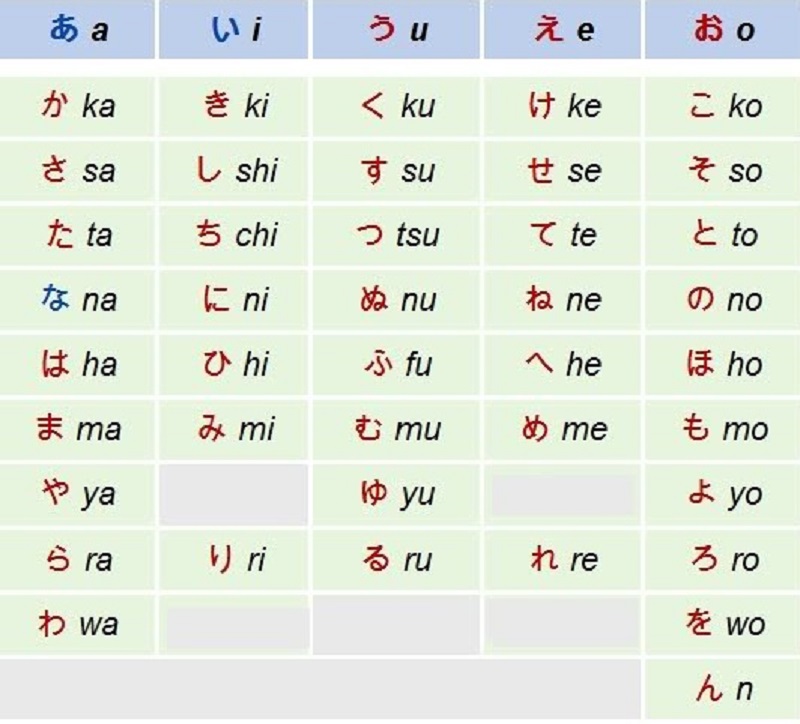 あ a い i う u え e お o
か ka き ki く ku け ke こ ko
さ sa し shi す su せ se そ so
た ta ち chi つ tsu て te と to
な na に ni ぬ nu ね ne の no
は ha ひ hi ふ fu へ he ほ ho
ま ma み mi む mu め me も mo
や ya ゆ yu よ yo
ら ra り ri る ru れ re ろ ro
わ wa を wo
ん n